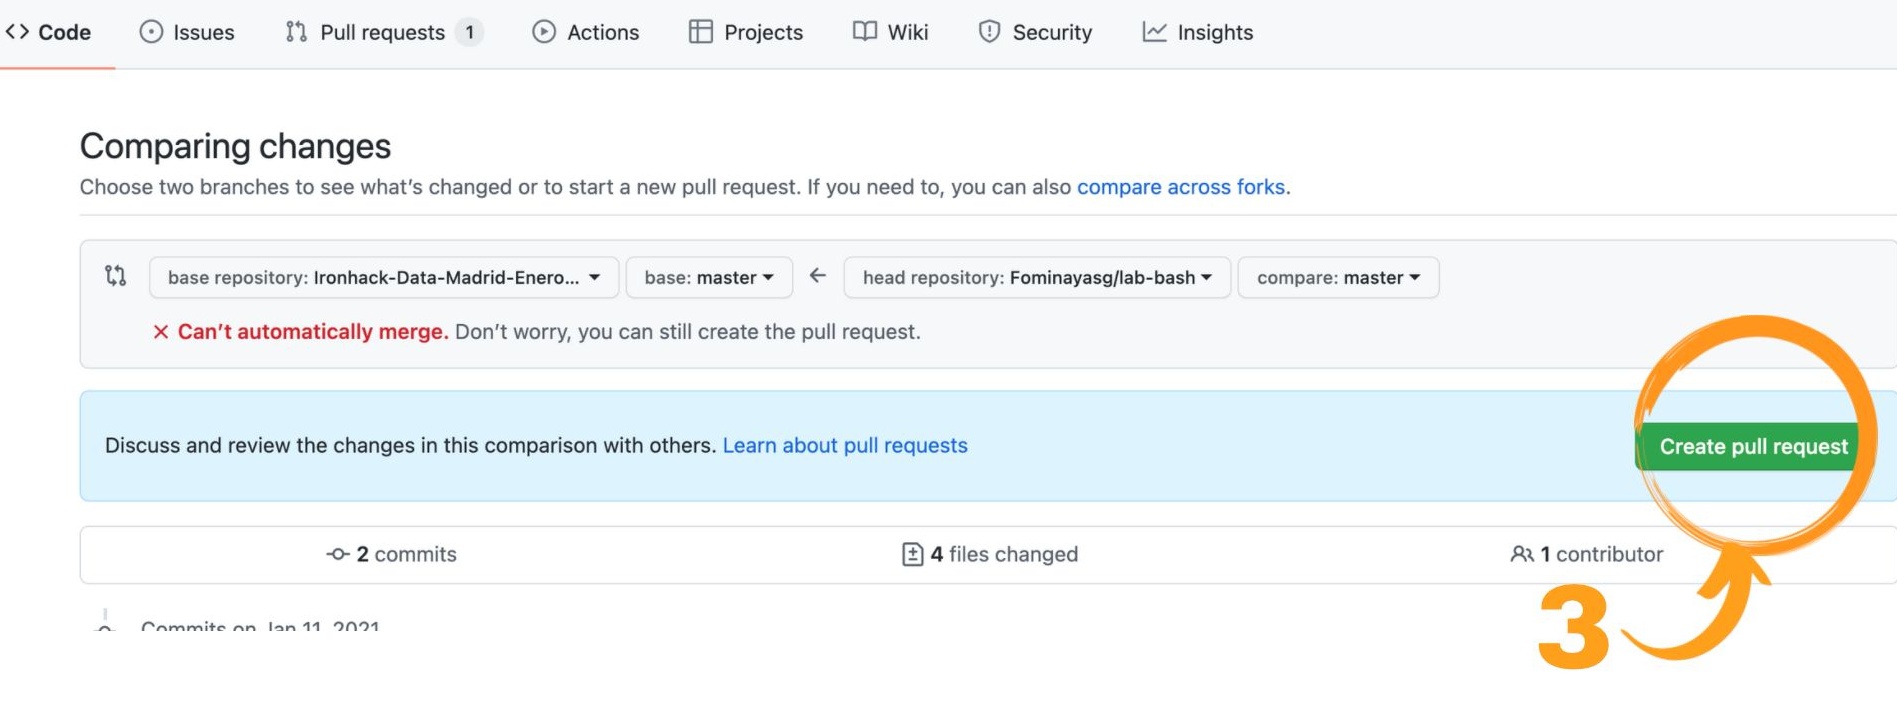 <> Code Issues Pull requests 1 Actions Projects Wiki Security Insights
Comparing changes
Choose two branches to see what's changed or to start a new pull request. If you need to, you can also compare across forks.
base repository: Ironhack-Data-Madrid-Enero... base: master ← head repository: Fominayasg/lab-bash compare: master
× Can't automatically merge. Don't worry, you can still create the pull request.
Discuss and review the changes in this comparison with others. Learn about pull requests Create pull request
2 commits 4 files changed 1 contributor
Commits on Jan 11, 2021
3